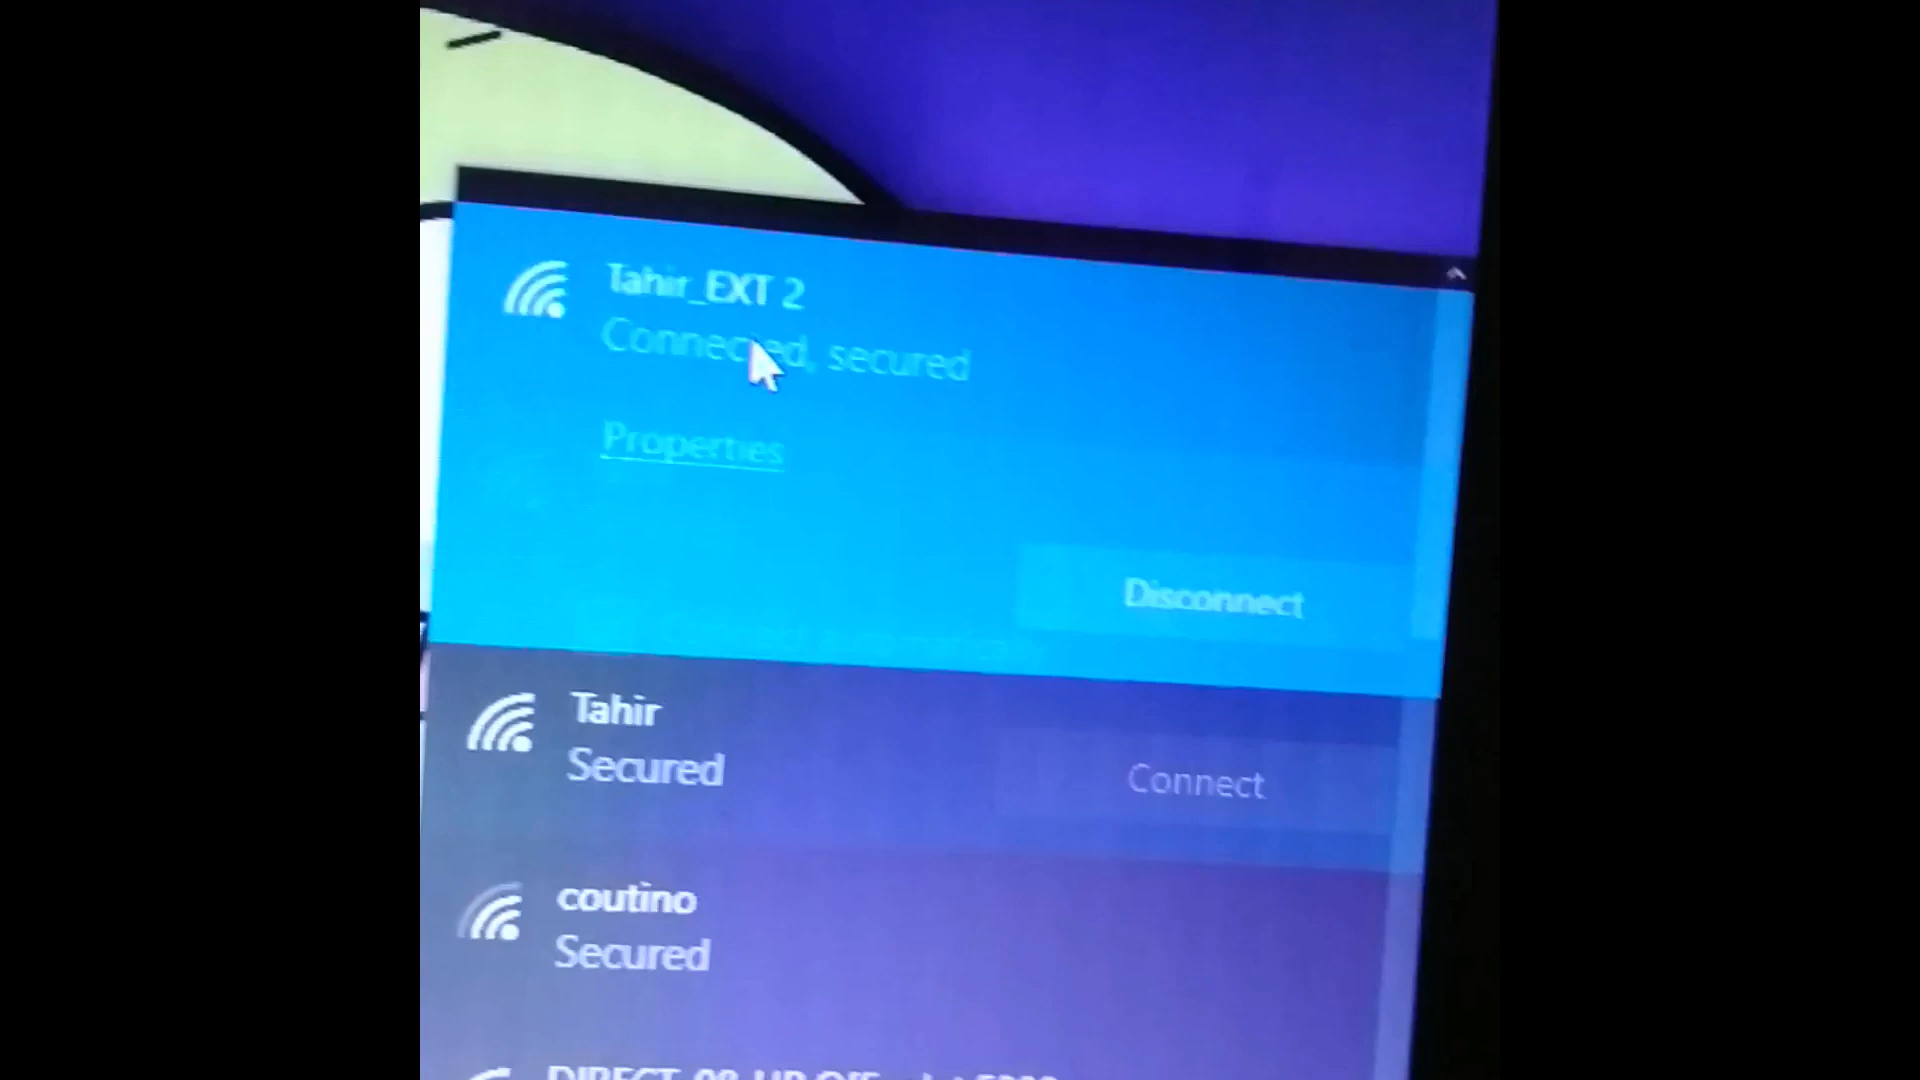 Tahir_EXT 2
Connected, secured
Properties
Disconnect
Tahir
Secured
Connect
coutino
Secured